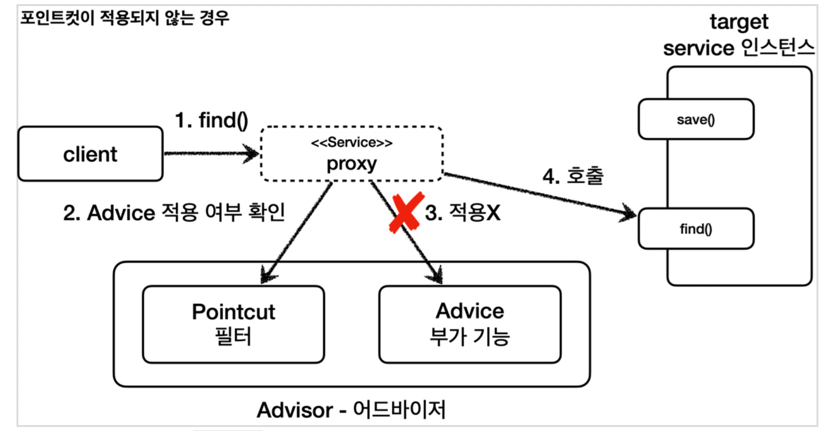 포인트컷이 적용되지 않는 경우
target
service 인스턴스
1. find()
save()
client
<<Service>>
proxy
4. 호출
2. Advice 적용 여부 확인
3. 적용X
find()
Pointcut
필터
Advice
부가 기능
Advisor - 어드바이저